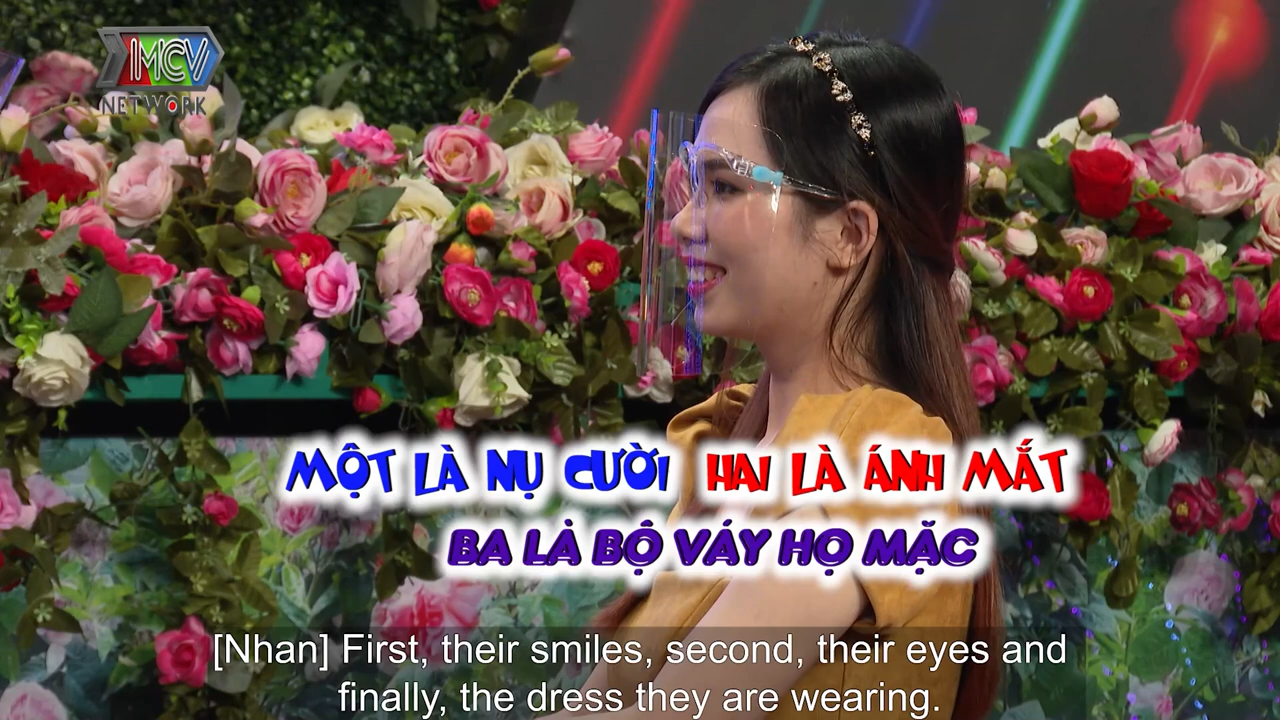 MCV
NETWORK
MỘT LÀ NỤ CƯỜI HAI LÀ ÁNH MẮT
BA LÀ BỘ VÁY HỌ MẶC
[Nhan] First, their smiles, second, their eyes and
finally, the dress they are wearing.